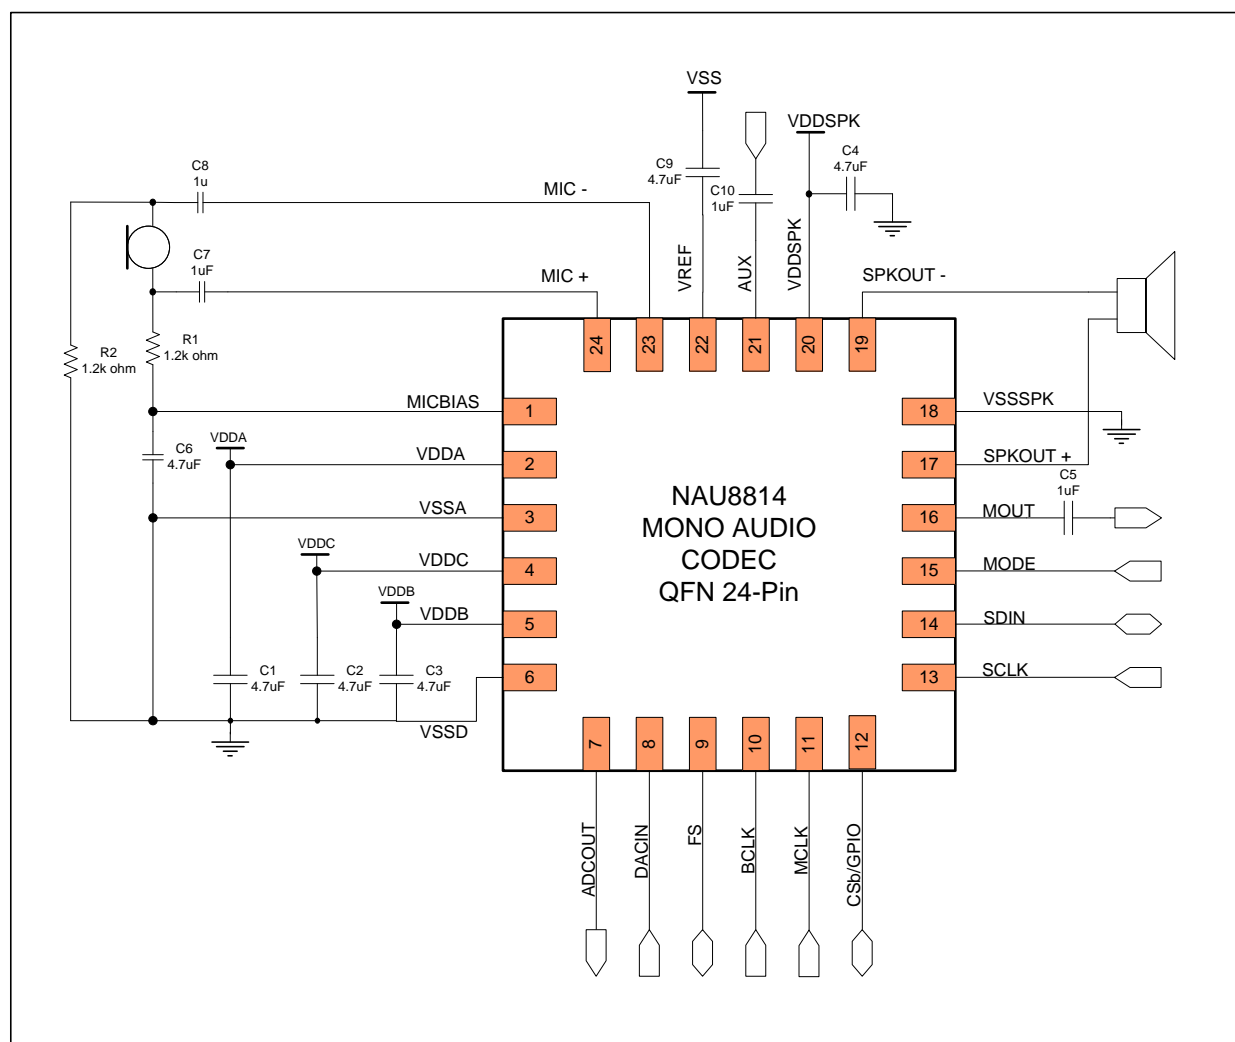 VSS
VDDSPK
C4
4.7uF
C9
4.7uF
C10
1uF
C8
1u
MIC -
C7
1uF
MIC +
VREF
AUX
VDDSPK
SPKOUT -
24
23
22
21
20
19
R2
1.2k ohm
R1
1.2k ohm
MICBIAS
1
18
VSSSPK
VDDA
C6
4.7uF
VDDA
2
17
SPKOUT +
C5
1uF
VSSA
3
NAU8814
MONO AUDIO
CODEC
QFN 24-Pin
16
MOUT
VDDC
VDDC
4
15
MODE
VDDB
VDDB
5
14
SDIN
C1
4.7uF
C2
4.7uF
C3
4.7uF
6
13
SCLK
VSSD
7
8
9
10
11
12
ADCOUT
DACIN
FS
BCLK
MCLK
CSb/GPIO